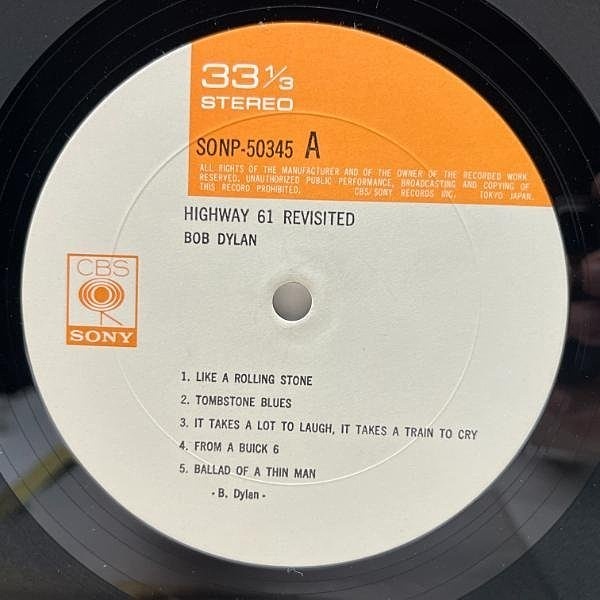 33⅓
STEREO
SONP-50345 A
ALL RIGHTS OF THE MANUFACTURER AND OF THE OWNER OF THE RECORDED WORK
RESERVED. UNAUTHORIZED PUBLIC PERFORMANCE, BROADCASTING AND COPYING OF
THIS RECORD PROHIBITED. CBS/SONY RECORDS INC. TOKYO JAPAN.
HIGHWAY 61 REVISITED
BOB DYLAN
CBS
SONY
1. LIKE A ROLLING STONE
2. TOMBSTONE BLUES
3. IT TAKES A LOT TO LAUGH, IT TAKES A TRAIN TO CRY
4. FROM A BUICK 6
5. BALLAD OF A THIN MAN
- B. Dylan -